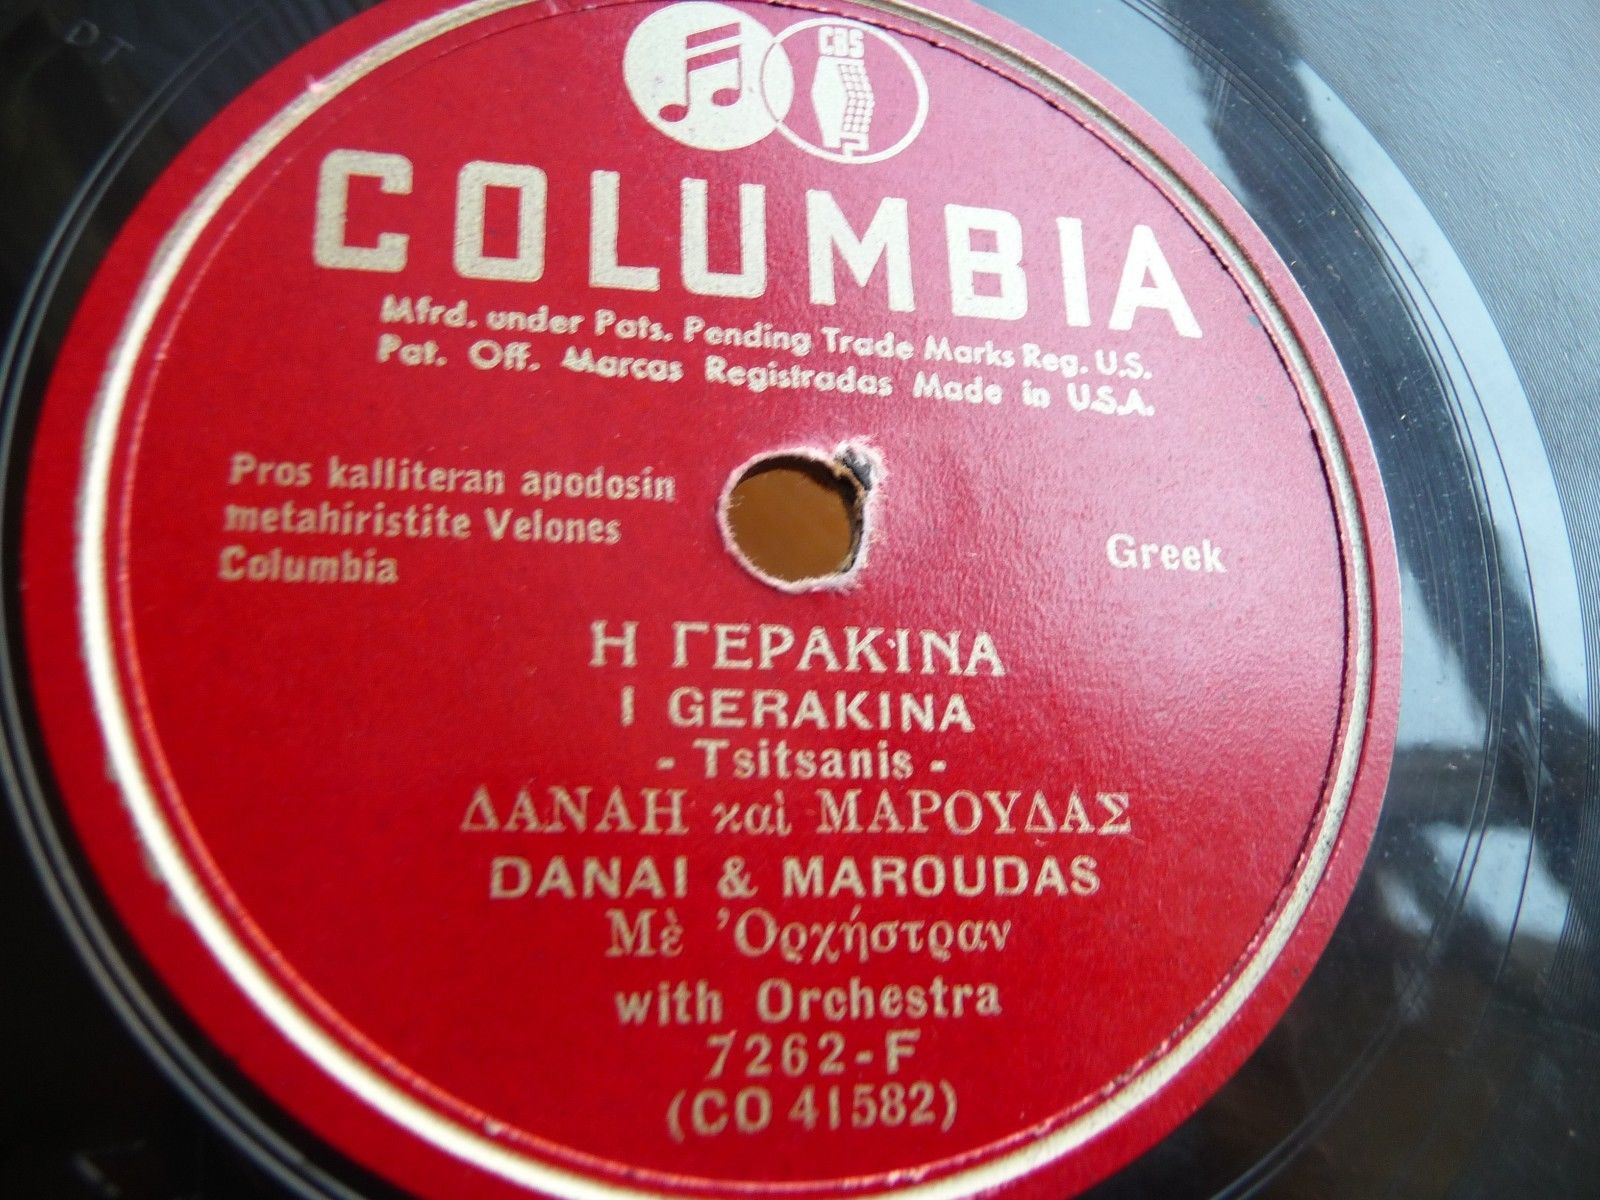 CBS
COLUMBIA
Mfrd. under Pats. Pending Trade Marks Reg. U.S.
Pat. Off. Marcas Registradas Made in U.S.A.
Pros kalliteran apodosin
metahiristite Velones
Columbia
Greek
Η ΓΕΡΑΚΙΝΑ
I GERAKINA
- Tsitsanis -
ΔΑΝΑΗ καὶ ΜΑΡΟΥΔΑΣ
DANAI & MAROUDAS
Μὲ Ὀρχήστραν
with Orchestra
7262-F
(CO 41582)